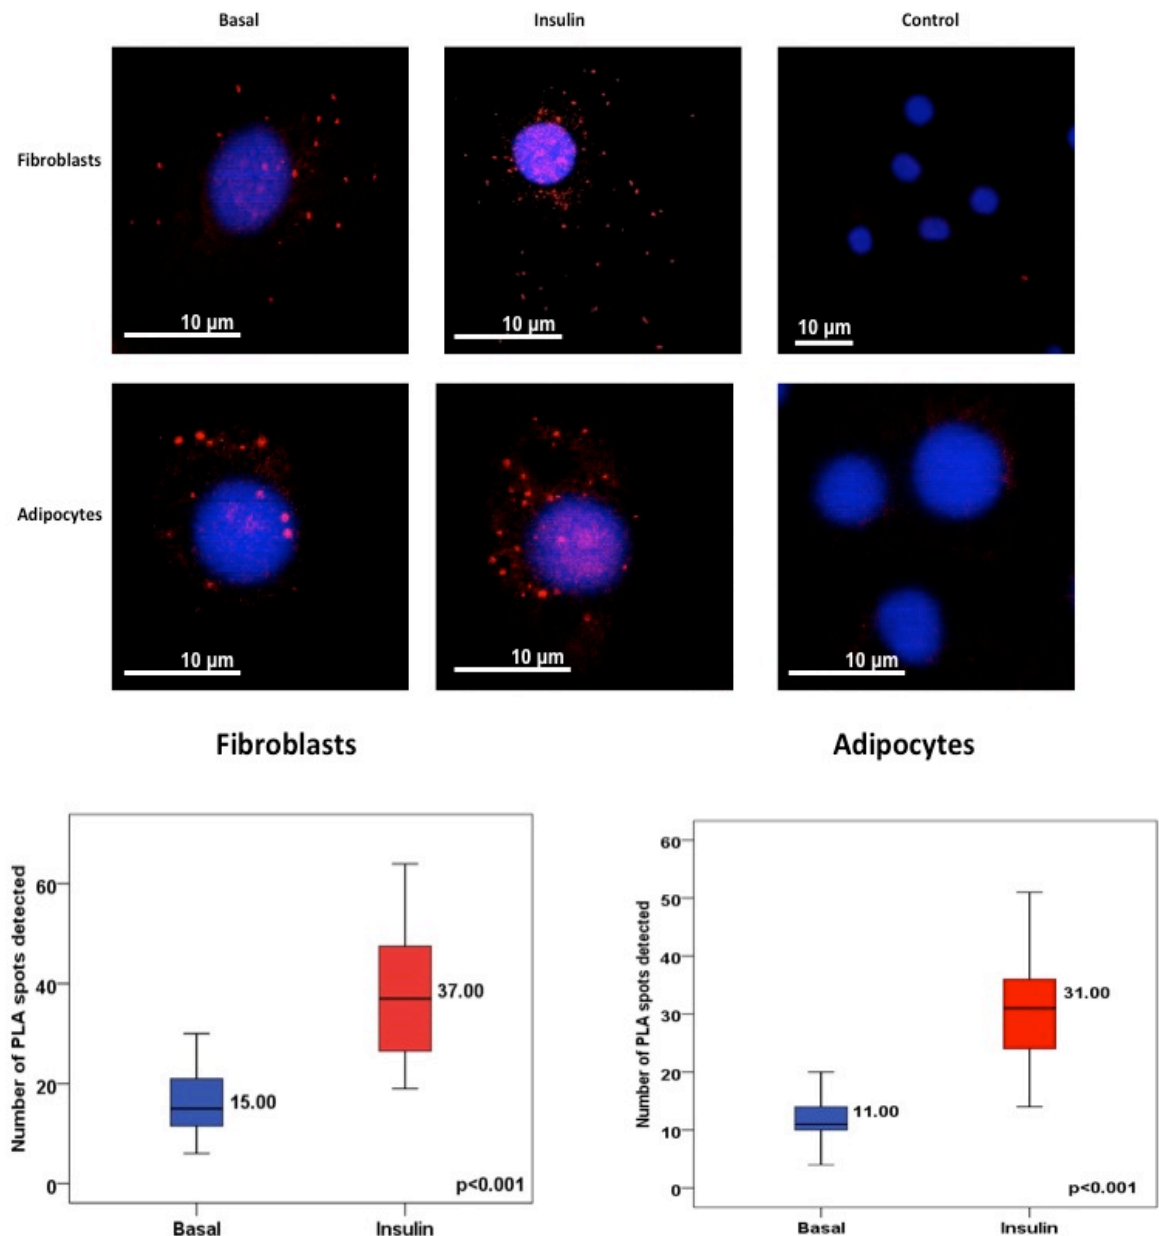 Basal Insulin Control
Fibroblasts
10 µm 10 µm 10 µm
Adipocytes
10 µm 10 µm 10 µm
Fibroblasts Adipocytes
Number of PLA spots detected
60
40
20
0
37.00
15.00
p<0.001
Basal Insulin
Number of PLA spots detected
60
50
40
30
20
10
0
31.00
11.00
p<0.001
Basal Insulin